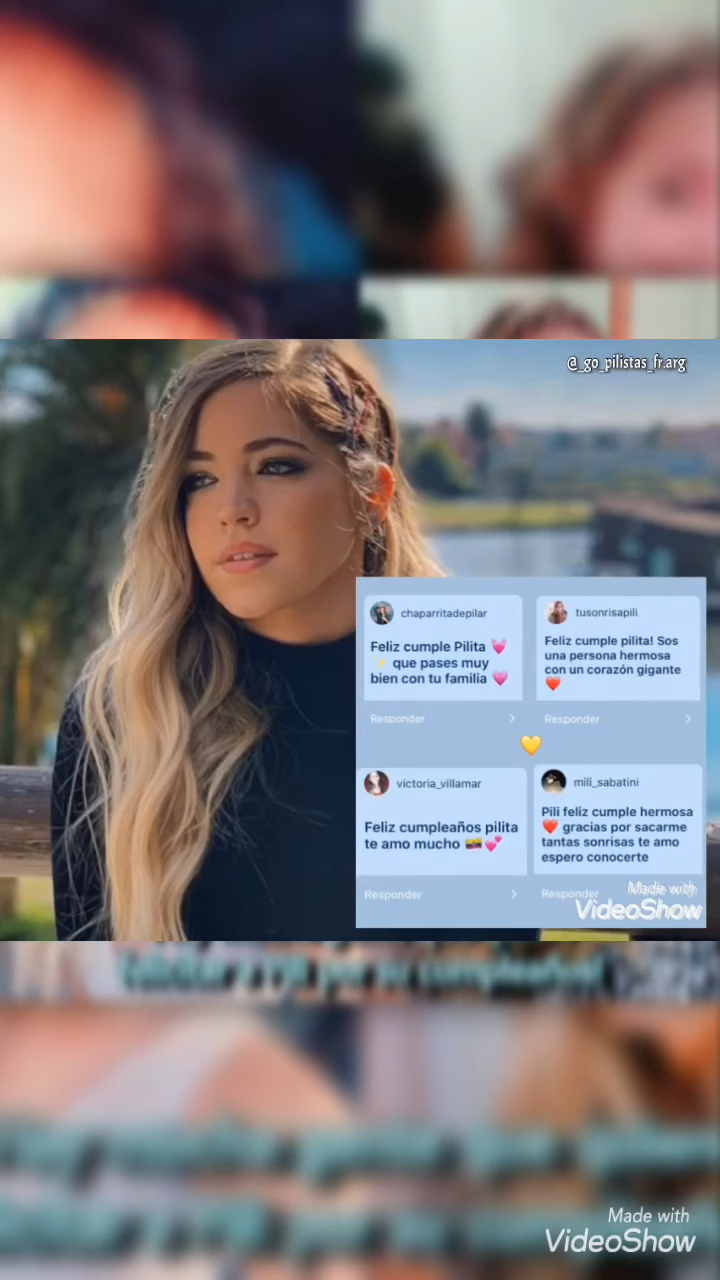 @_go_pilistas_fr.arg
chaparritadepilar
Feliz cumple Pilita 💓
✨ que pases muy
bien con tu familia 💗
Responder
tusonrisapili
Feliz cumple pilita! Sos
una persona hermosa
con un corazón gigante
❤️
Responder
💛
victoria_villamar
Feliz cumpleaños pilita
te amo mucho 🇪🇨💕
Responder
mili_sabatini
Pili feliz cumple hermosa
❤️ gracias por sacarme
tantas sonrisas te amo
espero conocerte
Responder
Made with
VideoShow
Made with
VideoShow